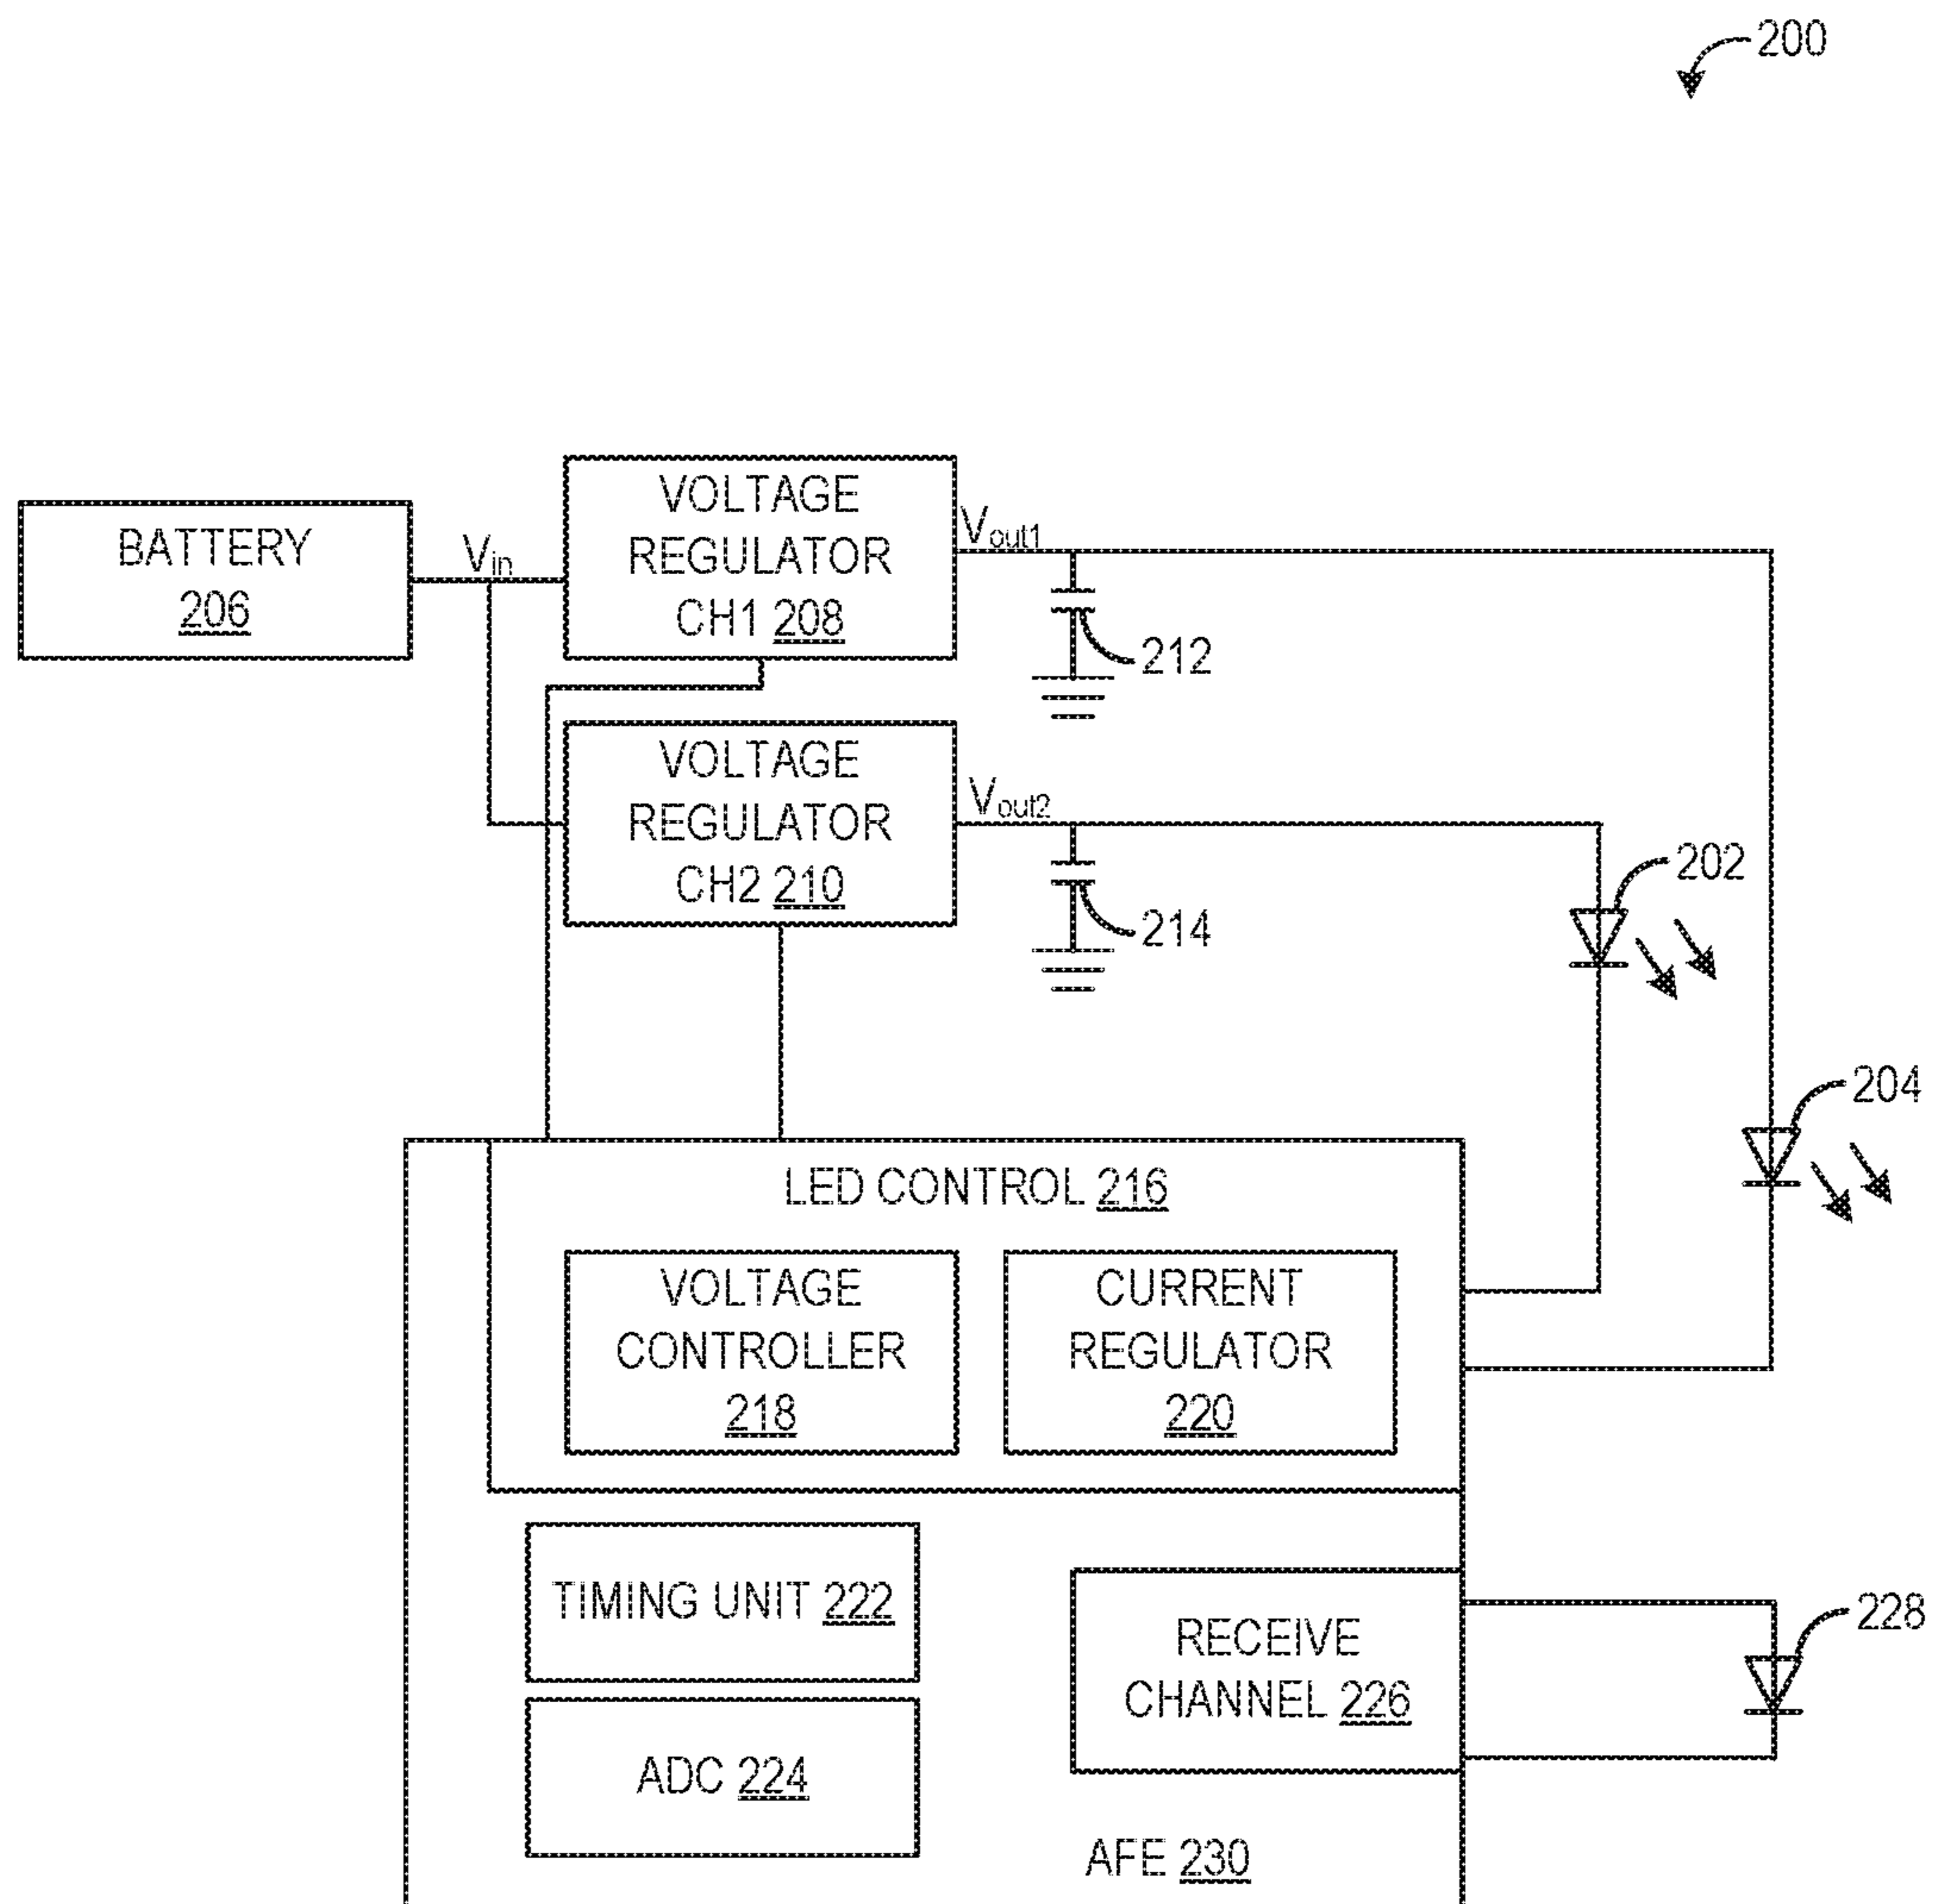 200
VOLTAGE
REGULATOR
CH1 208
BATTERY
206
Vin
Vout1
212
VOLTAGE
REGULATOR
CH2 210
Vout2
214
202
204
LED CONTROL 216
VOLTAGE
CONTROLLER
218
CURRENT
REGULATOR
220
TIMING UNIT 222
RECEIVE
CHANNEL 226
228
ADC 224
AFE 230